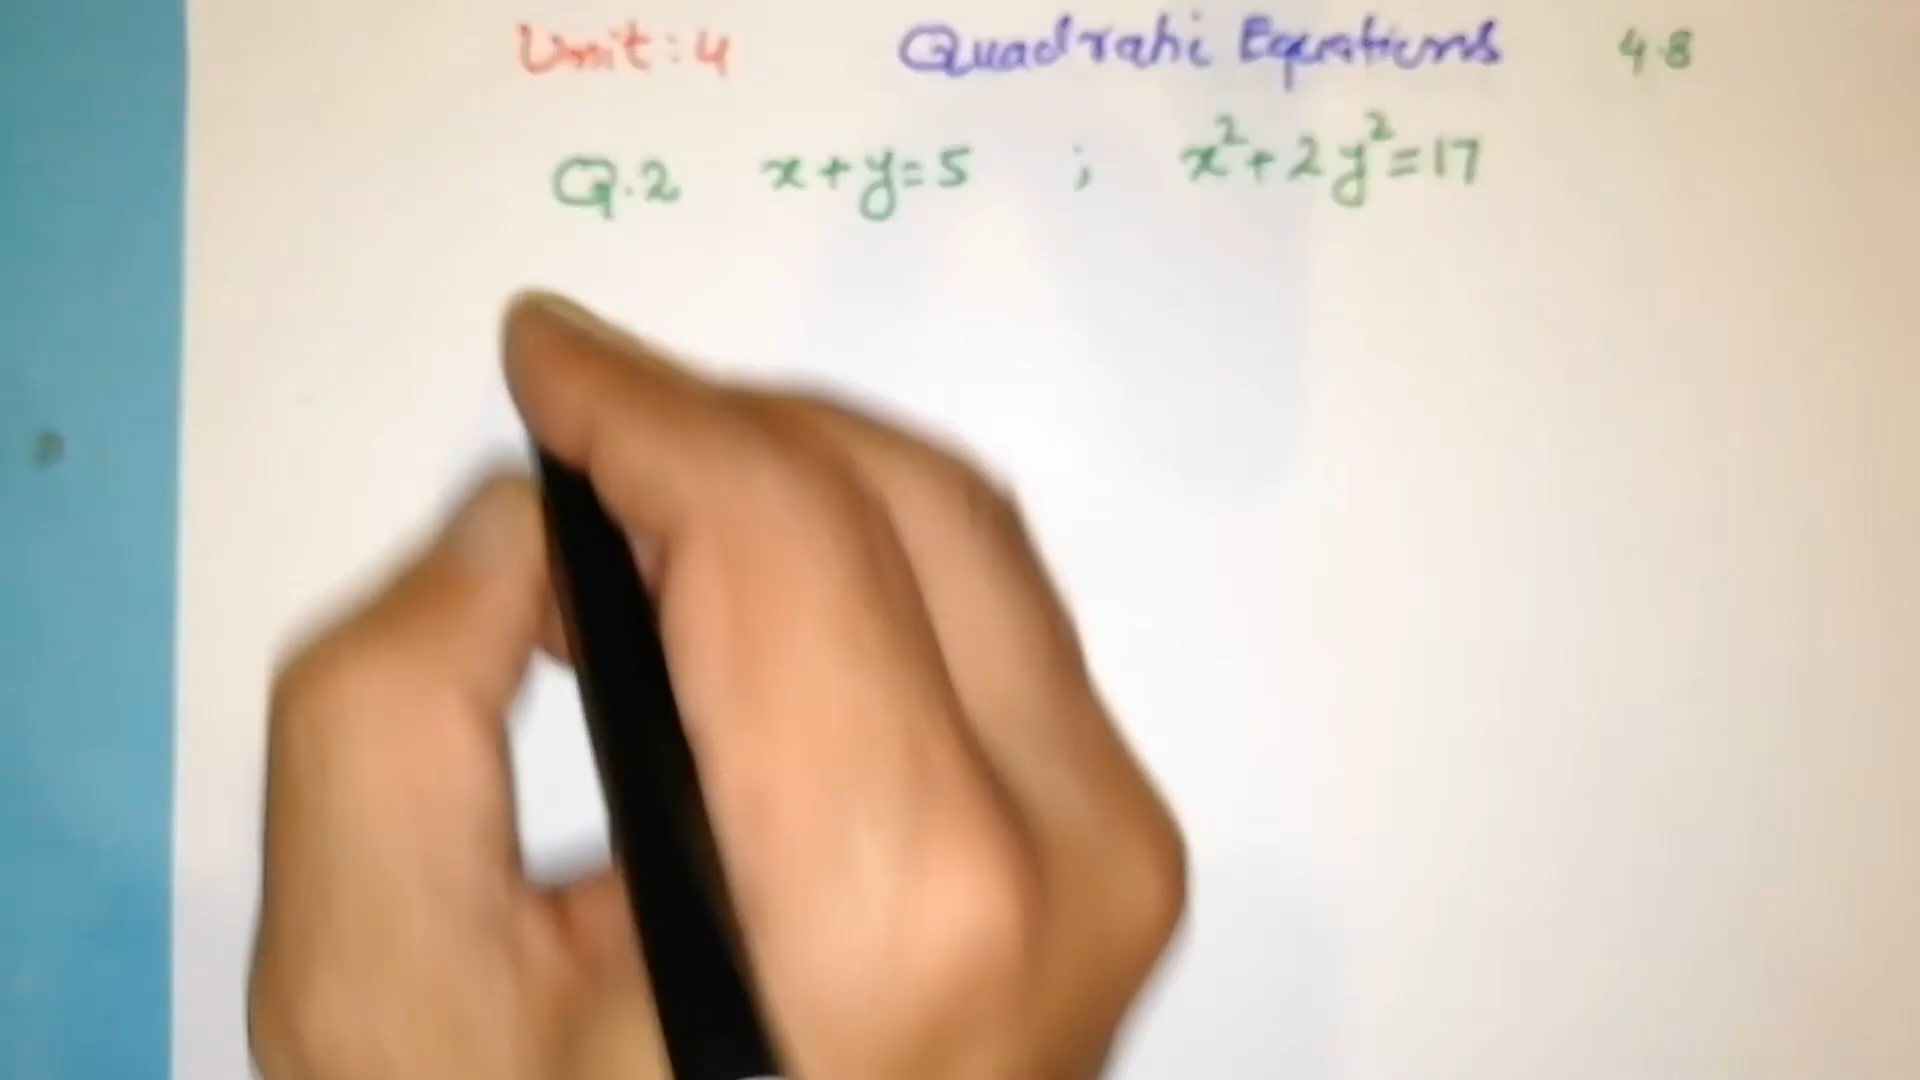 Unit: 4 Quadratic Equations 4.8
Q.2 x+y=5 ; x²+2y²=17